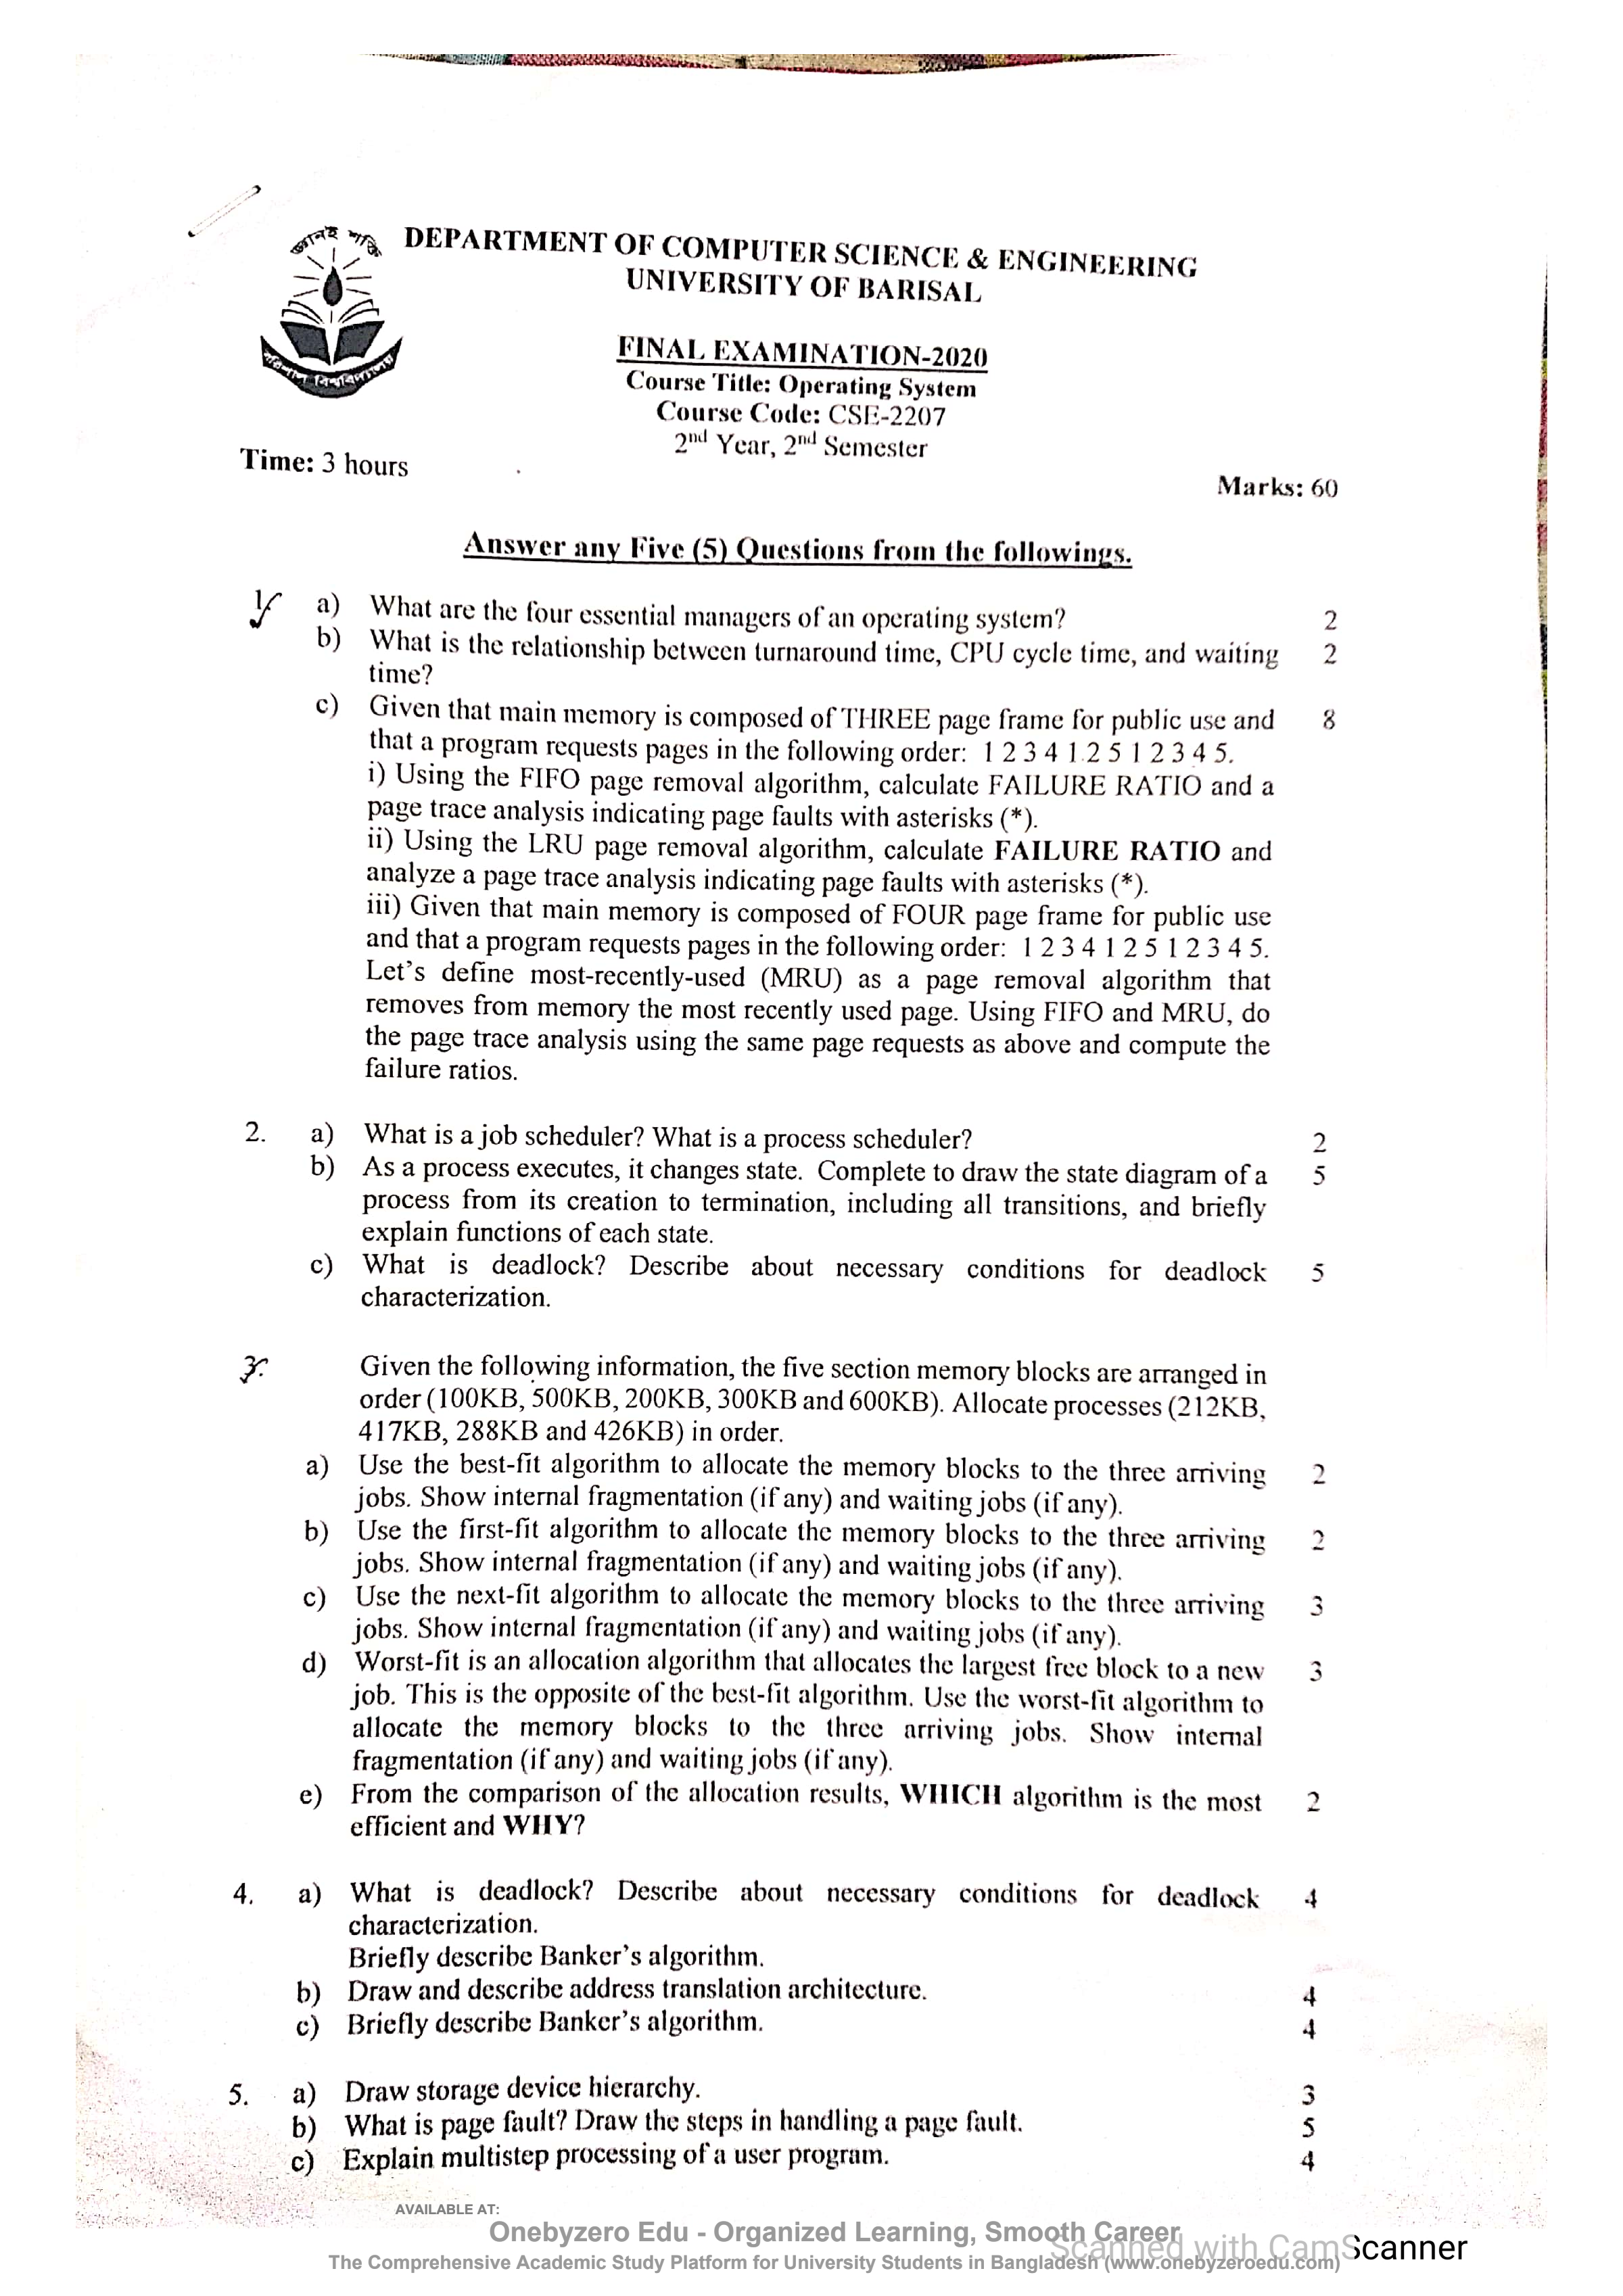 জ্ঞানই শক্তি
বরিশাল বিশ্ববিদ্যালয়
DEPARTMENT OF COMPUTER SCIENCE & ENGINEERING
UNIVERSITY OF BARISAL
FINAL EXAMINATION-2020
Course Title: Operating System
Course Code: CSE-2207
2nd Year, 2nd Semester
Time: 3 hours
Marks: 60
Answer any Five (5) Questions from the followings.
1. a) What are the four essential managers of an operating system? 2
b) What is the relationship between turnaround time, CPU cycle time, and waiting 2
time?
c) Given that main memory is composed of THREE page frame for public use and 8
that a program requests pages in the following order: 1 2 3 4 1 2 5 1 2 3 4 5.
i) Using the FIFO page removal algorithm, calculate FAILURE RATIO and a
page trace analysis indicating page faults with asterisks (*).
ii) Using the LRU page removal algorithm, calculate FAILURE RATIO and
analyze a page trace analysis indicating page faults with asterisks (*).
iii) Given that main memory is composed of FOUR page frame for public use
and that a program requests pages in the following order: 1 2 3 4 1 2 5 1 2 3 4 5.
Let's define most-recently-used (MRU) as a page removal algorithm that
removes from memory the most recently used page. Using FIFO and MRU, do
the page trace analysis using the same page requests as above and compute the
failure ratios.
2. a) What is a job scheduler? What is a process scheduler? 2
b) As a process executes, it changes state. Complete to draw the state diagram of a 5
process from its creation to termination, including all transitions, and briefly
explain functions of each state.
c) What is deadlock? Describe about necessary conditions for deadlock 5
characterization.
3. Given the following information, the five section memory blocks are arranged in
order (100KB, 500KB, 200KB, 300KB and 600KB). Allocate processes (212KB,
417KB, 288KB and 426KB) in order.
a) Use the best-fit algorithm to allocate the memory blocks to the three arriving 2
jobs. Show internal fragmentation (if any) and waiting jobs (if any).
b) Use the first-fit algorithm to allocate the memory blocks to the three arriving 2
jobs. Show internal fragmentation (if any) and waiting jobs (if any).
c) Use the next-fit algorithm to allocate the memory blocks to the three arriving 3
jobs. Show internal fragmentation (if any) and waiting jobs (if any).
d) Worst-fit is an allocation algorithm that allocates the largest free block to a new 3
job. This is the opposite of the best-fit algorithm. Use the worst-fit algorithm to
allocate the memory blocks to the three arriving jobs. Show internal
fragmentation (if any) and waiting jobs (if any).
e) From the comparison of the allocation results, WHICH algorithm is the most 2
efficient and WHY?
4. a) What is deadlock? Describe about necessary conditions for deadlock 4
characterization.
Briefly describe Banker's algorithm.
b) Draw and describe address translation architecture. 4
c) Briefly describe Banker's algorithm. 4
5. a) Draw storage device hierarchy. 3
b) What is page fault? Draw the steps in handling a page fault. 5
c) Explain multistep processing of a user program. 4
AVAILABLE AT:
Onebyzero Edu - Organized Learning, Smooth Career
The Comprehensive Academic Study Platform for University Students in Bangladesh (www.onebyzeroedu.com)
Scanned with CamScanner